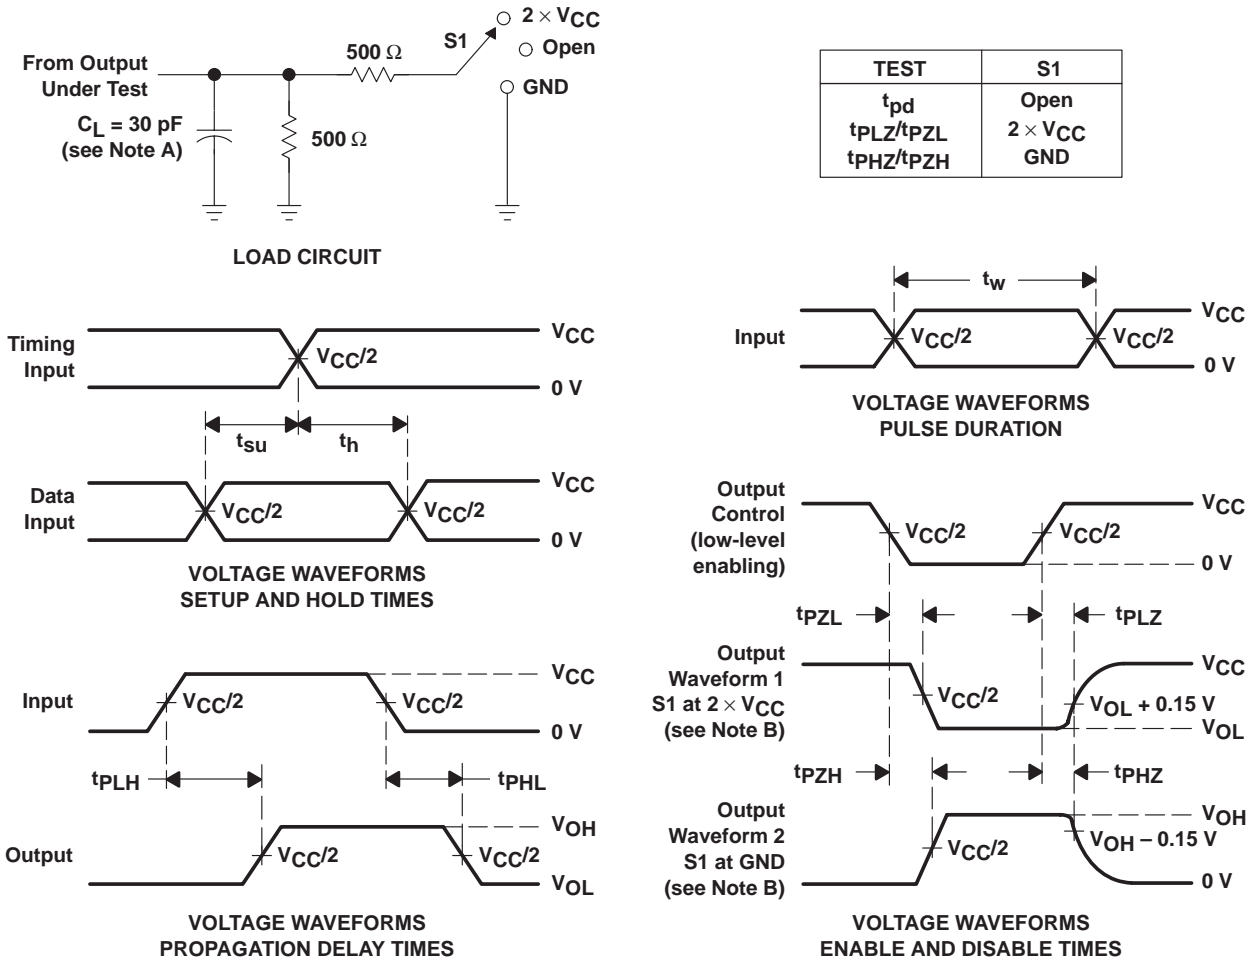 From Output
Under Test
CL = 30 pF
(see Note A)
500 Ω
500 Ω
S1
2 × VCC
Open
GND
LOAD CIRCUIT
TEST S1
tpd Open
tPLZ/tPZL 2 × VCC
tPHZ/tPZH GND
Timing
Input
VCC/2
VCC
0 V
tsu
th
Data
Input
VCC/2
VCC/2
VCC
0 V
VOLTAGE WAVEFORMS
SETUP AND HOLD TIMES
tw
Input
VCC/2
VCC/2
VCC
0 V
VOLTAGE WAVEFORMS
PULSE DURATION
Input
VCC/2
VCC/2
VCC
0 V
tPLH
tPHL
Output
VCC/2
VCC/2
VOH
VOL
VOLTAGE WAVEFORMS
PROPAGATION DELAY TIMES
Output
Control
(low-level
enabling)
VCC/2
VCC/2
VCC
0 V
tPZL
tPLZ
Output
Waveform 1
S1 at 2 × VCC
(see Note B)
VCC/2
VCC
VOL + 0.15 V
VOL
tPZH
tPHZ
Output
Waveform 2
S1 at GND
(see Note B)
VCC/2
VOH
VOH – 0.15 V
0 V
VOLTAGE WAVEFORMS
ENABLE AND DISABLE TIMES